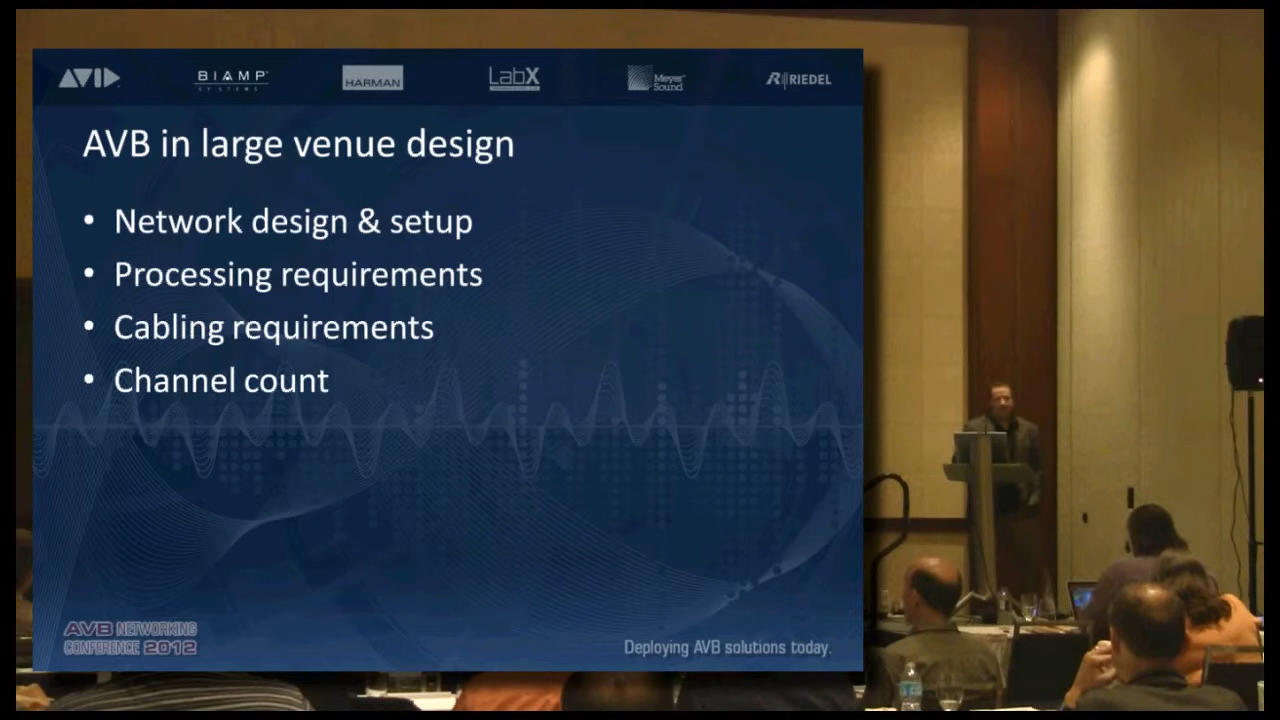 AVID
BIAMP
SYSTEMS
HARMAN
LabX
Meyer
Sound
RIEDEL
AVB in large venue design
• Network design & setup
• Processing requirements
• Cabling requirements
• Channel count
AVB NETWORKING
CONFERENCE 2012
Deploying AVB solutions today.